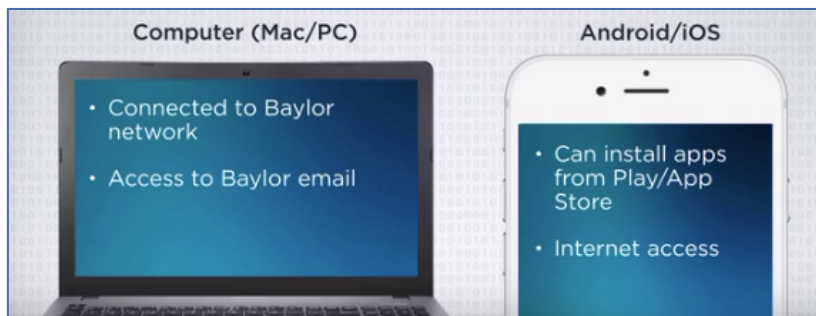 Computer (Mac/PC)
• Connected to Baylor
network
• Access to Baylor email
Android/iOS
• Can install apps
from Play/App
Store
• Internet access